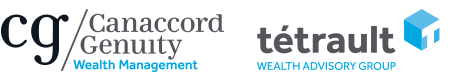 cg/Canaccord
Genuity
Wealth Management
tétrault
WEALTH ADVISORY GROUP